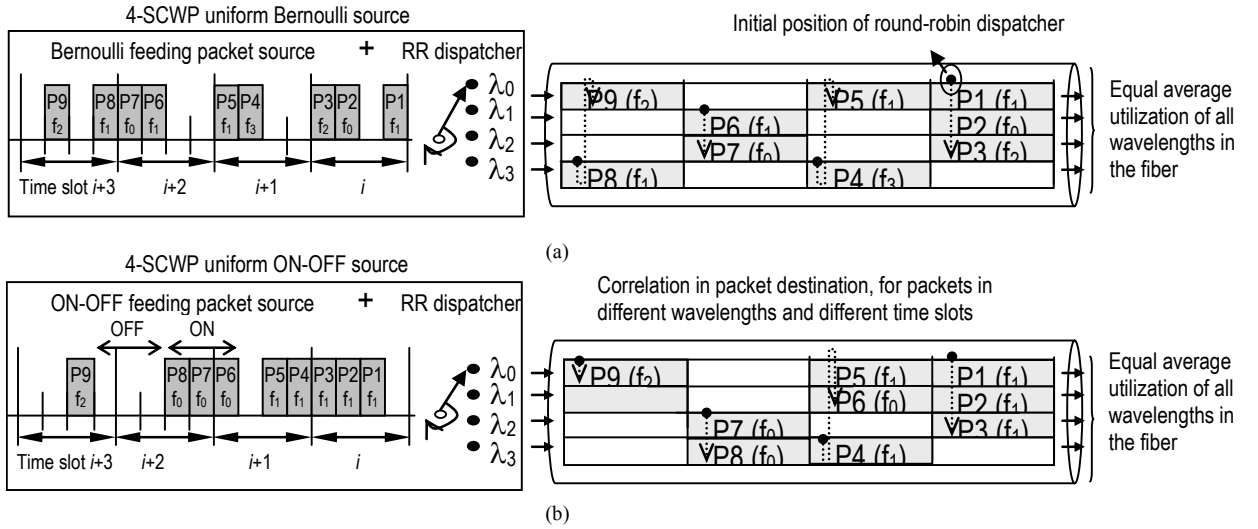 4-SCWP uniform Bernoulli source
Bernoulli feeding packet source + RR dispatcher
P9 f2
P8 f1
P7 f0
P6 f1
P5 f1
P4 f3
P3 f2
P2 f0
P1 f1
Time slot i+3 i+2 i+1 i
λ0
λ1
λ2
λ3
Initial position of round-robin dispatcher
P9 (f2) P5 (f1) P1 (f1)
P6 (f1) P2 (f0)
P7 (f0) P3 (f2)
P8 (f1) P4 (f3)
Equal average
utilization of all
wavelengths in
the fiber
(a)
4-SCWP uniform ON-OFF source
ON-OFF feeding packet source + RR dispatcher
OFF ON
P9 f2
P8 f0
P7 f0
P6 f0
P5 f1
P4 f1
P3 f1
P2 f1
P1 f1
Time slot i+3 i+2 i+1 i
λ0
λ1
λ2
λ3
Correlation in packet destination, for packets in
different wavelengths and different time slots
P9 (f2) P5 (f1) P1 (f1)
P6 (f0) P2 (f1)
P7 (f0) P3 (f1)
P8 (f0) P4 (f1)
Equal average
utilization of all
wavelengths in
the fiber
(b)